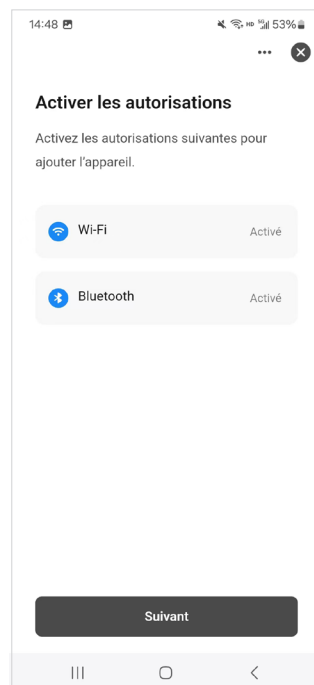 14:48 53%
Activer les autorisations
Activez les autorisations suivantes pour
ajouter l'appareil.
Wi-Fi Activé
Bluetooth Activé
Suivant